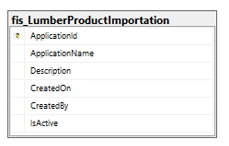 fis_LumberProductImportation
ApplicationId
ApplicationName
Description
CreatedOn
CreatedBy
IsActive